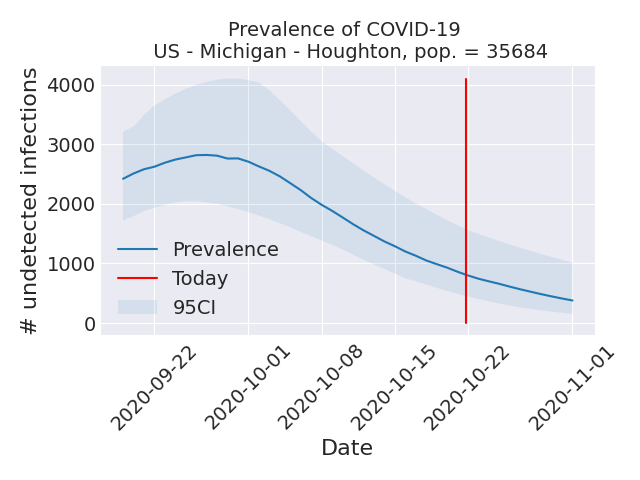 Prevalence of COVID-19
US - Michigan - Houghton, pop. = 35684
# undetected infections
4000
3000
2000
1000
0
Prevalence
Today
95CI
2020-09-22
2020-10-01
2020-10-08
2020-10-15
2020-10-22
2020-11-01
Date